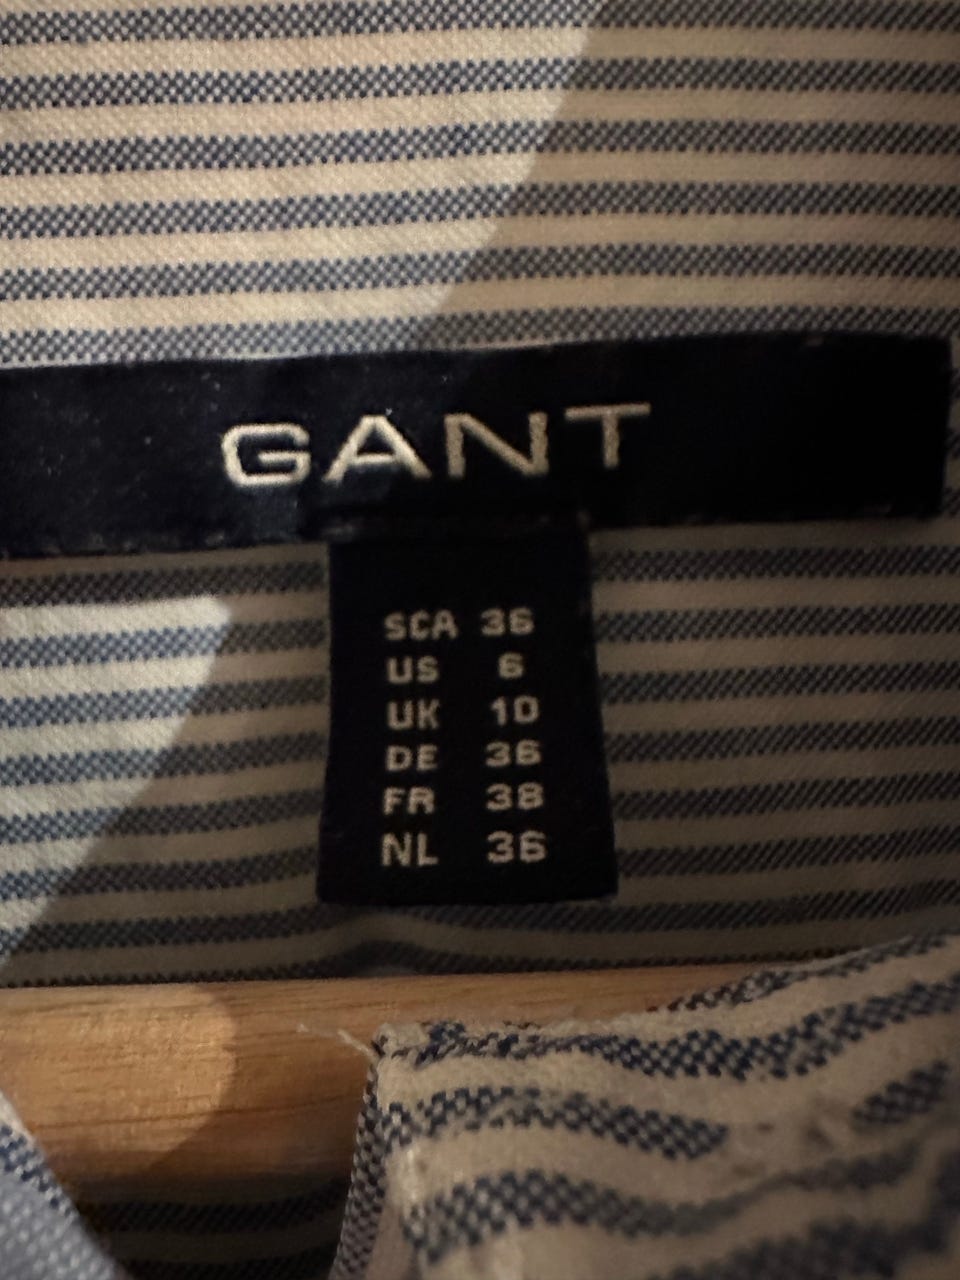 GANT
SCA 36
US 6
UK 10
DE 36
FR 38
NL 36